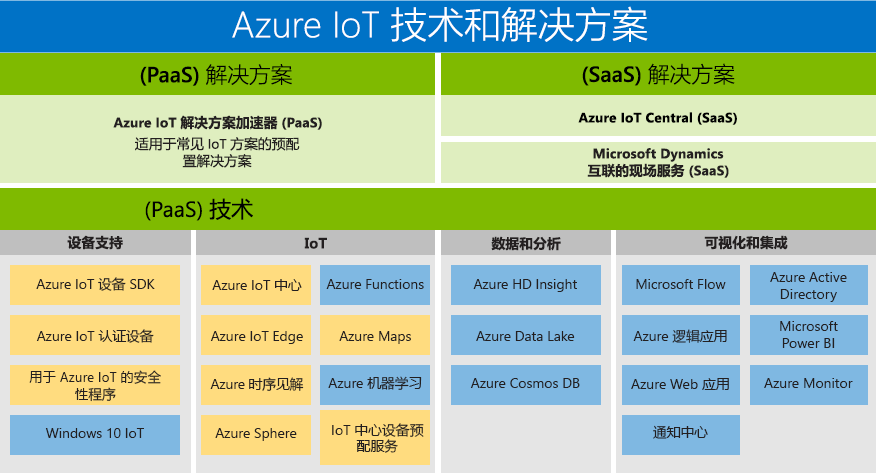 Azure IoT 技术和解决方案
(PaaS) 解决方案
Azure IoT 解决方案加速器 (PaaS)
适用于常见 IoT 方案的预配
置解决方案
(SaaS) 解决方案
Azure IoT Central (SaaS)
Microsoft Dynamics
互联的现场服务 (SaaS)
(PaaS) 技术
设备支持
Azure IoT 设备 SDK
Azure IoT 认证设备
用于 Azure IoT 的安全
性程序
Windows 10 IoT
IoT
Azure IoT 中心
Azure Functions
Azure IoT Edge
Azure Maps
Azure 时序见解
Azure 机器学习
Azure Sphere
IoT 中心设备预
配服务
数据和分析
Azure HD Insight
Azure Data Lake
Azure Cosmos DB
可视化和集成
Microsoft Flow
Azure Active
Directory
Azure 逻辑应用
Microsoft
Power BI
Azure Web 应用
Azure Monitor
通知中心